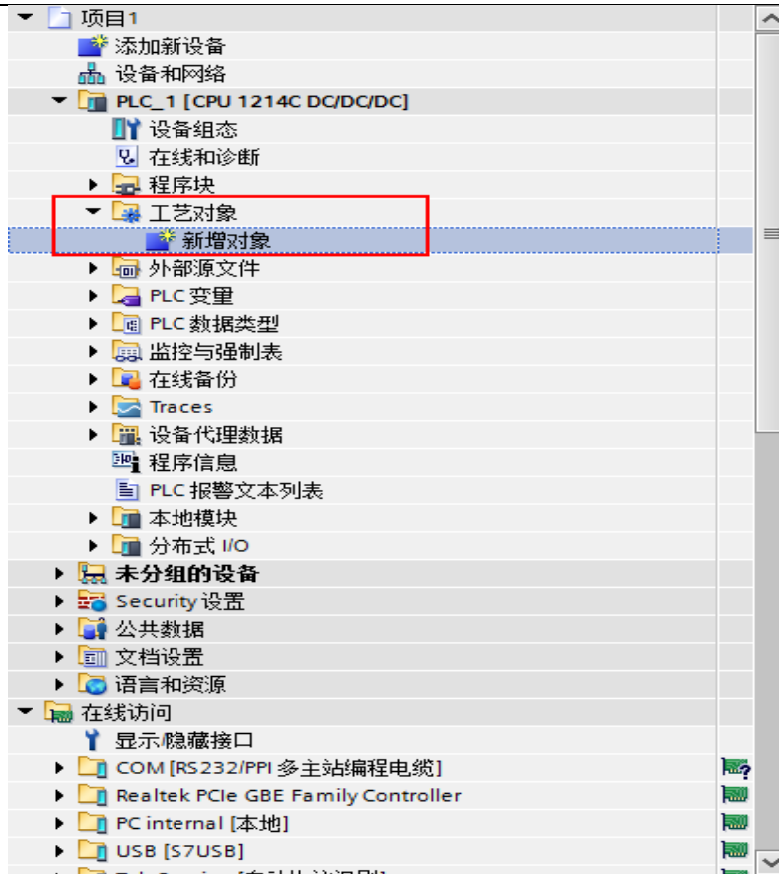 项目1
添加新设备
设备和网络
PLC_1 [CPU 1214C DC/DC/DC]
设备组态
在线和诊断
程序块
工艺对象
新增对象
外部源文件
PLC 变量
PLC 数据类型
监控与强制表
在线备份
Traces
设备代理数据
程序信息
PLC 报警文本列表
本地模块
分布式 I/O
未分组的设备
Security 设置
公共数据
文档设置
语言和资源
在线访问
显示/隐藏接口
COM [RS232/PPI 多主站编程电缆]
Realtek PCIe GBE Family Controller
PC internal [本地]
USB [S7USB]